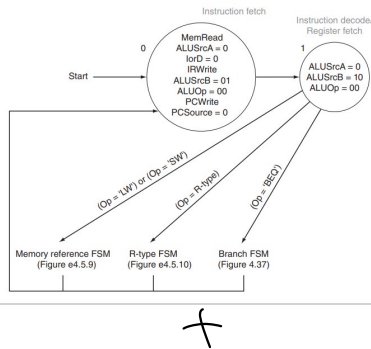 Instruction fetch
Instruction decode/
Register fetch
0
MemRead
ALUSrcA = 0
IorD = 0
IRWrite
ALUSrcB = 01
ALUOp = 00
PCWrite
PCSource = 0
1
ALUSrcA = 0
ALUSrcB = 10
ALUOp = 00
Start
(Op = 'LW') or (Op = 'SW')
(Op = R-type)
(Op = 'BEQ')
Memory reference FSM
(Figure e4.5.9)
R-type FSM
(Figure e4.5.10)
Branch FSM
(Figure 4.37)